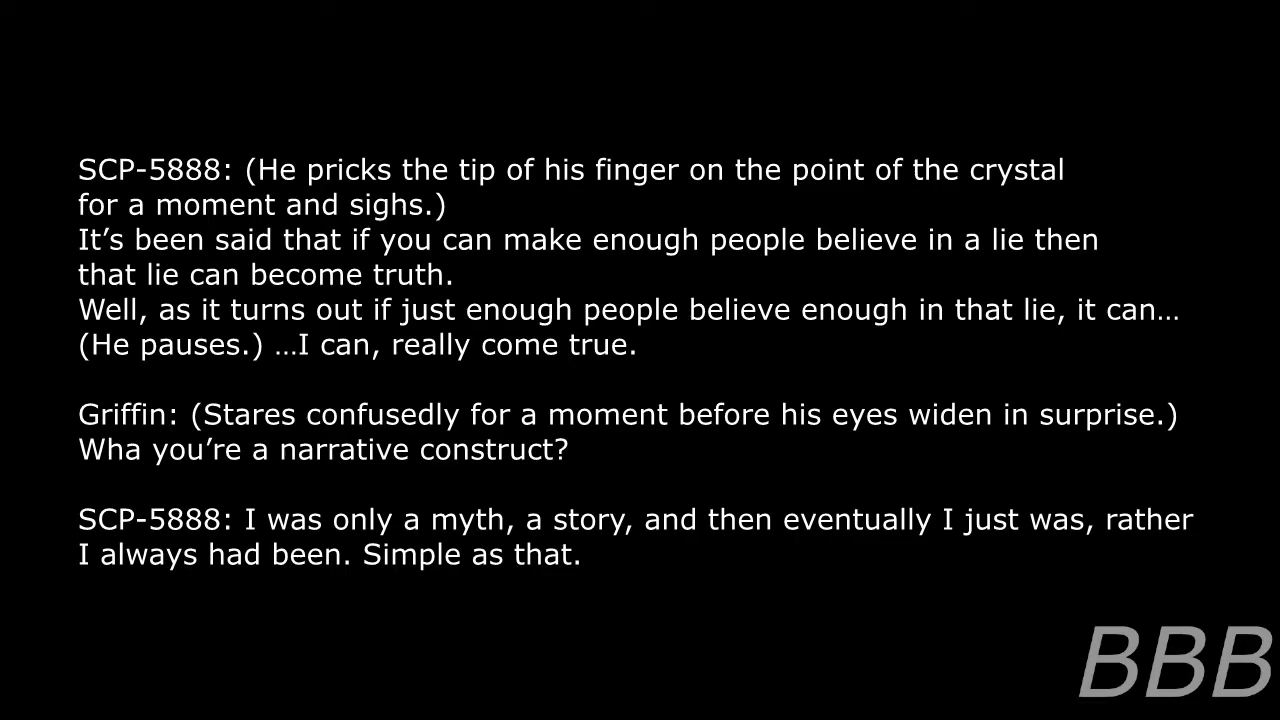 SCP-5888: (He pricks the tip of his finger on the point of the crystal
for a moment and sighs.)
It’s been said that if you can make enough people believe in a lie then
that lie can become truth.
Well, as it turns out if just enough people believe enough in that lie, it can…
(He pauses.) …I can, really come true.
Griffin: (Stares confusedly for a moment before his eyes widen in surprise.)
Wha you’re a narrative construct?
SCP-5888: I was only a myth, a story, and then eventually I just was, rather
I always had been. Simple as that.
BBB